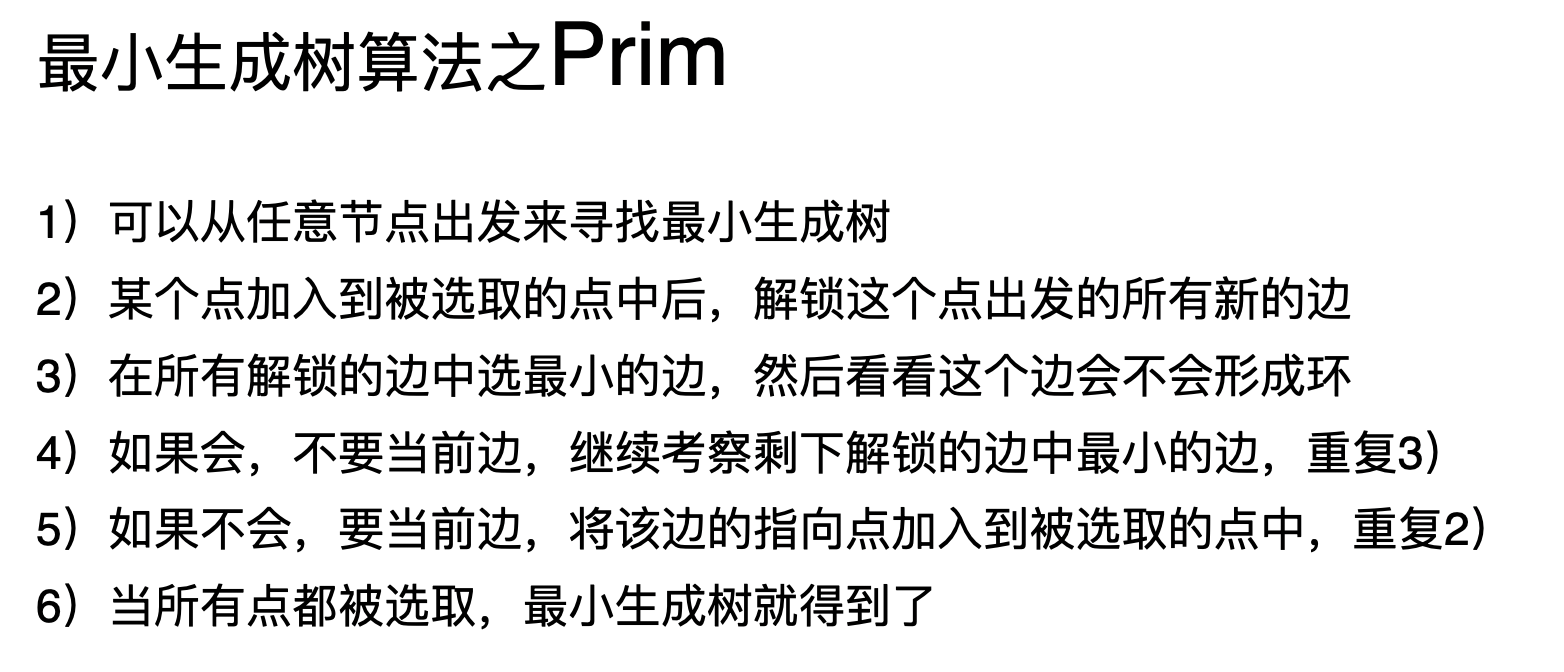 最小生成树算法之Prim
1）可以从任意节点出发来寻找最小生成树
2）某个点加入到被选取的点中后，解锁这个点出发的所有新的边
3）在所有解锁的边中选最小的边，然后看看这个边会不会形成环
4）如果会，不要当前边，继续考察剩下解锁的边中最小的边，重复3）
5）如果不会，要当前边，将该边的指向点加入到被选取的点中，重复2）
6）当所有点都被选取，最小生成树就得到了